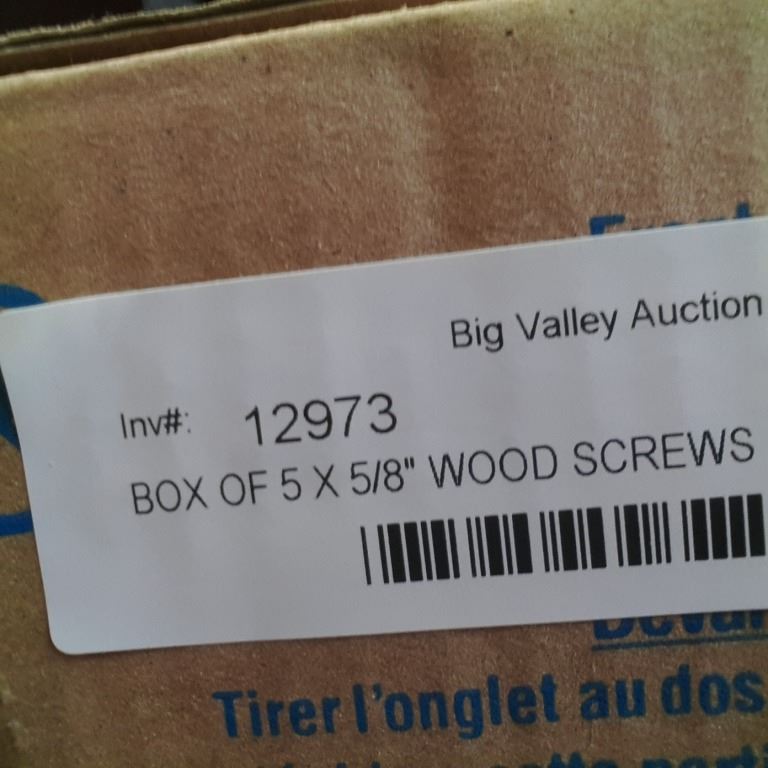 Big Valley Auction
Inv#: 12973
BOX OF 5 X 5/8" WOOD SCREWS
Tirer l'onglet au dos